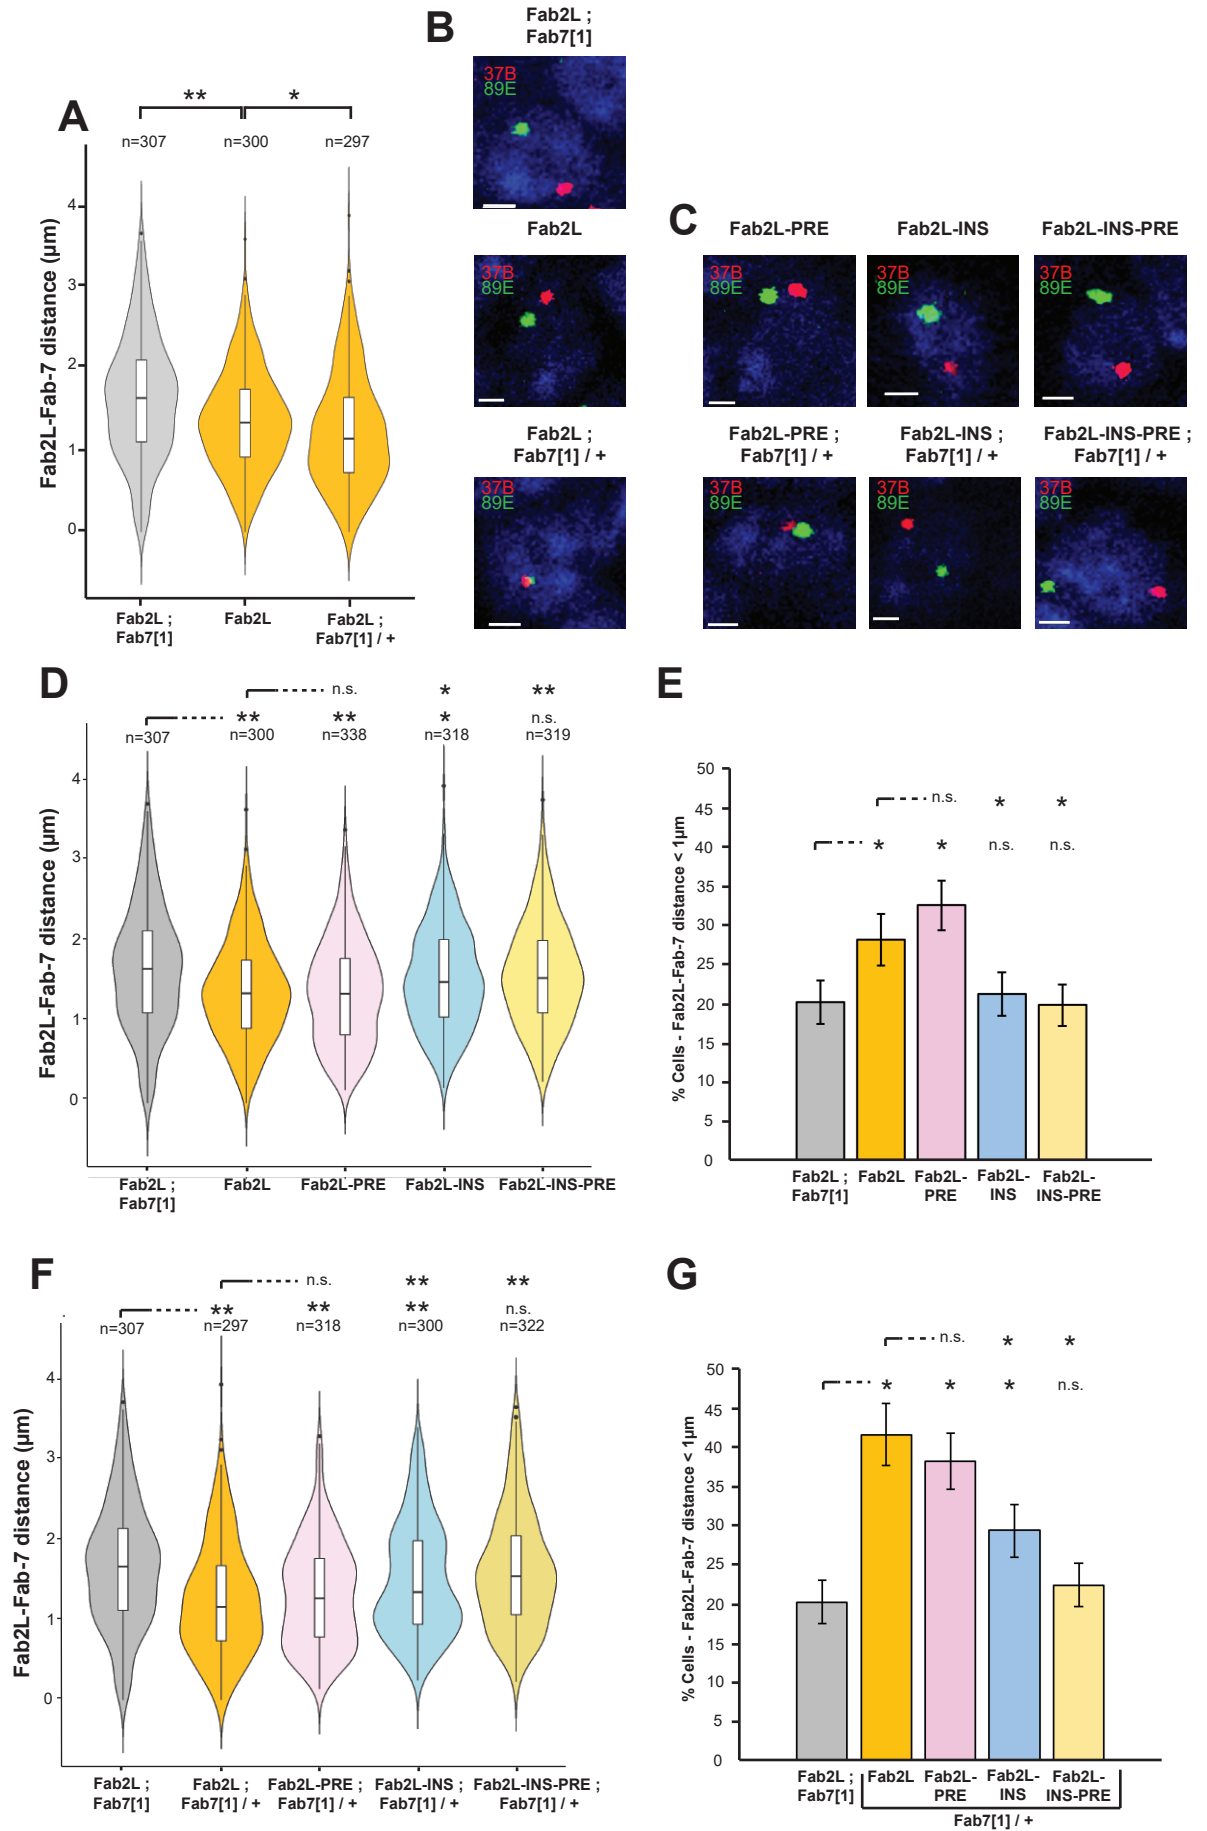 A
** *
n=307 n=300 n=297
Fab2L-Fab-7 distance (µm)
4
3
2
1
0
Fab2L ;
Fab7[1]
Fab2L
Fab2L ;
Fab7[1] / +
B
Fab2L ;
Fab7[1]
37B
89E
Fab2L
37B
89E
Fab2L ;
Fab7[1] / +
37B
89E
C
Fab2L-PRE Fab2L-INS Fab2L-INS-PRE
37B 37B 37B
89E 89E 89E
Fab2L-PRE ; Fab2L-INS ; Fab2L-INS-PRE ;
Fab7[1] / + Fab7[1] / + Fab7[1] / +
37B 37B 37B
89E 89E 89E
D
n.s. * **
** ** * n.s.
n=307 n=300 n=338 n=318 n=319
Fab2L-Fab-7 distance (µm)
4
3
2
1
0
Fab2L ; Fab2L Fab2L-PRE Fab2L-INS Fab2L-INS-PRE
Fab7[1]
E
n.s. * *
* * n.s. n.s.
% Cells - Fab2L-Fab-7 distance < 1µm
50
45
40
35
30
25
20
15
10
5
0
Fab2L ; Fab2L Fab2L- Fab2L- Fab2L-
Fab7[1] PRE INS INS-PRE
F
n.s. ** **
** ** ** n.s.
n=307 n=297 n=318 n=300 n=322
Fab2L-Fab-7 distance (µm)
4
3
2
1
0
Fab2L ; Fab2L ; Fab2L-PRE ; Fab2L-INS ; Fab2L-INS-PRE ;
Fab7[1] Fab7[1] / + Fab7[1] / + Fab7[1] / + Fab7[1] / +
G
n.s. * *
* * * n.s.
% Cells - Fab2L-Fab-7 distance < 1µm
50
45
40
35
30
25
20
15
10
5
0
Fab2L ; Fab2L Fab2L- Fab2L- Fab2L-
Fab7[1] PRE INS INS-PRE
Fab7[1] / +